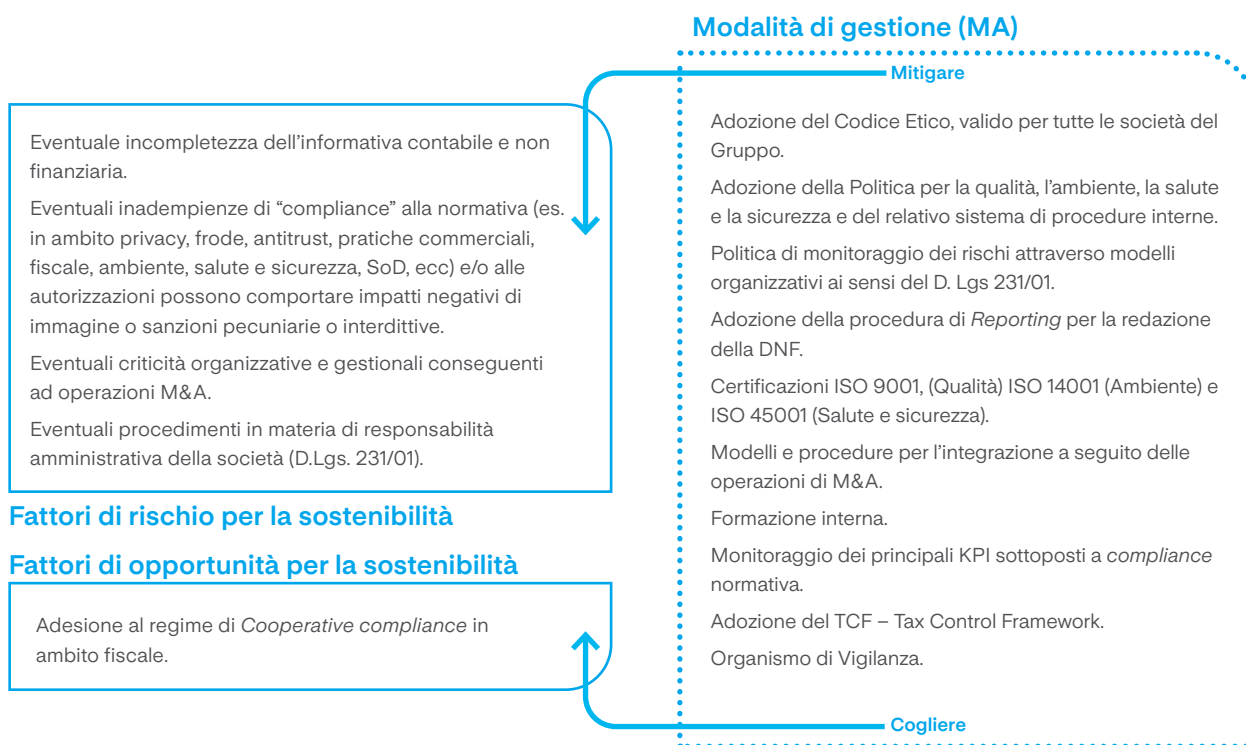 Modalità di gestione (MA)
Mitigare
Eventuale incompletezza dell'informativa contabile e non
finanziaria.
Eventuali inadempienze di “compliance” alla normativa (es.
in ambito privacy, frode, antitrust, pratiche commerciali,
fiscale, ambiente, salute e sicurezza, SoD, ecc) e/o alle
autorizzazioni possono comportare impatti negativi di
immagine o sanzioni pecuniarie o interdittive.
Eventuali criticità organizzative e gestionali conseguenti
ad operazioni M&A.
Eventuali procedimenti in materia di responsabilità
amministrativa della società (D.Lgs. 231/01).
Fattori di rischio per la sostenibilità
Fattori di opportunità per la sostenibilità
Adesione al regime di Cooperative compliance in
ambito fiscale.
Adozione del Codice Etico, valido per tutte le società del
Gruppo.
Adozione della Politica per la qualità, l'ambiente, la salute
e la sicurezza e del relativo sistema di procedure interne.
Politica di monitoraggio dei rischi attraverso modelli
organizzativi ai sensi del D. Lgs 231/01.
Adozione della procedura di Reporting per la redazione
della DNF.
Certificazioni ISO 9001, (Qualità) ISO 14001 (Ambiente) e
ISO 45001 (Salute e sicurezza).
Modelli e procedure per l'integrazione a seguito delle
operazioni di M&A.
Formazione interna.
Monitoraggio dei principali KPI sottoposti a compliance
normativa.
Adozione del TCF – Tax Control Framework.
Organismo di Vigilanza.
Cogliere